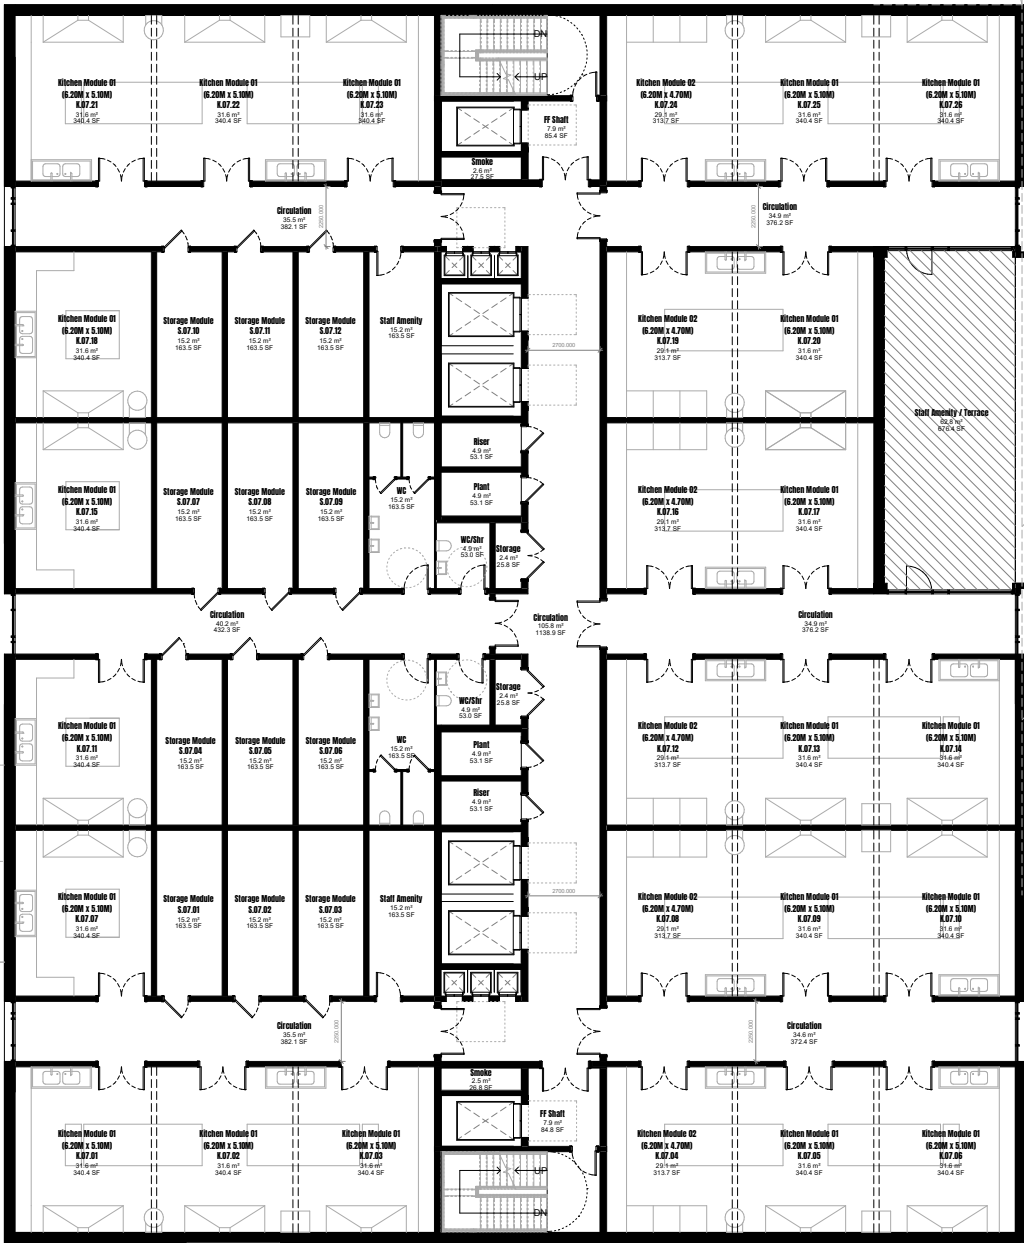 DN
UP
Kitchen Module 01
(6.20M x 5.10M)
K.07.21
31.6 m²
340.4 SF
Kitchen Module 01
(6.20M x 5.10M)
K.07.22
31.6 m²
340.4 SF
Kitchen Module 01
(6.20M x 5.10M)
K.07.23
31.6 m²
340.4 SF
FF Shaft
7.9 m²
85.4 SF
Smoke
2.6 m²
27.5 SF
Kitchen Module 02
(6.20M x 4.70M)
K.07.24
29.1 m²
313.7 SF
Kitchen Module 01
(6.20M x 5.10M)
K.07.25
31.6 m²
340.4 SF
Kitchen Module 01
(6.20M x 5.10M)
K.07.26
31.6 m²
340.4 SF
Circulation
35.5 m²
382.1 SF
2250.000
Circulation
34.9 m²
376.2 SF
2250.000
Kitchen Module 01
(6.20M x 5.10M)
K.07.18
31.6 m²
340.4 SF
Storage Module
S.07.10
15.2 m²
163.5 SF
Storage Module
S.07.11
15.2 m²
163.5 SF
Storage Module
S.07.12
15.2 m²
163.5 SF
Staff Amenity
15.2 m²
163.5 SF
2700.000
Kitchen Module 02
(6.20M x 4.70M)
K.07.19
29.1 m²
313.7 SF
Kitchen Module 01
(6.20M x 5.10M)
K.07.20
31.6 m²
340.4 SF
Staff Amenity / Terrace
62.8 m²
676.4 SF
Kitchen Module 01
(6.20M x 5.10M)
K.07.15
31.6 m²
340.4 SF
Storage Module
S.07.07
15.2 m²
163.5 SF
Storage Module
S.07.08
15.2 m²
163.5 SF
Storage Module
S.07.09
15.2 m²
163.5 SF
WC
15.2 m²
163.5 SF
Riser
4.9 m²
53.1 SF
Plant
4.9 m²
53.1 SF
WC/Shr
4.9 m²
53.0 SF
Storage
2.4 m²
25.8 SF
Kitchen Module 02
(6.20M x 4.70M)
K.07.16
29.1 m²
313.7 SF
Kitchen Module 01
(6.20M x 5.10M)
K.07.17
31.6 m²
340.4 SF
Circulation
40.2 m²
432.3 SF
Circulation
105.8 m²
1138.9 SF
Circulation
34.9 m²
376.2 SF
Kitchen Module 01
(6.20M x 5.10M)
K.07.11
31.6 m²
340.4 SF
Storage Module
S.07.04
15.2 m²
163.5 SF
Storage Module
S.07.05
15.2 m²
163.5 SF
Storage Module
S.07.06
15.2 m²
163.5 SF
WC
15.2 m²
163.5 SF
WC/Shr
4.9 m²
53.0 SF
Storage
2.4 m²
25.8 SF
Plant
4.9 m²
53.1 SF
Riser
4.9 m²
53.1 SF
Kitchen Module 02
(6.20M x 4.70M)
K.07.12
29.1 m²
313.7 SF
Kitchen Module 01
(6.20M x 5.10M)
K.07.13
31.6 m²
340.4 SF
Kitchen Module 01
(6.20M x 5.10M)
K.07.14
31.6 m²
340.4 SF
Kitchen Module 01
(6.20M x 5.10M)
K.07.07
31.6 m²
340.4 SF
Storage Module
S.07.01
15.2 m²
163.5 SF
Storage Module
S.07.02
15.2 m²
163.5 SF
Storage Module
S.07.03
15.2 m²
163.5 SF
Staff Amenity
15.2 m²
163.5 SF
2700.000
Kitchen Module 02
(6.20M x 4.70M)
K.07.08
29.1 m²
313.7 SF
Kitchen Module 01
(6.20M x 5.10M)
K.07.09
31.6 m²
340.4 SF
Kitchen Module 01
(6.20M x 5.10M)
K.07.10
31.6 m²
340.4 SF
Circulation
35.5 m²
382.1 SF
2250.000
Circulation
34.6 m²
372.4 SF
2250.000
Smoke
2.5 m²
26.8 SF
FF Shaft
7.9 m²
84.8 SF
Kitchen Module 01
(6.20M x 5.10M)
K.07.01
31.6 m²
340.4 SF
Kitchen Module 01
(6.20M x 5.10M)
K.07.02
31.6 m²
340.4 SF
Kitchen Module 01
(6.20M x 5.10M)
K.07.03
31.6 m²
340.4 SF
Kitchen Module 02
(6.20M x 4.70M)
K.07.04
29.1 m²
313.7 SF
Kitchen Module 01
(6.20M x 5.10M)
K.07.05
31.6 m²
340.4 SF
Kitchen Module 01
(6.20M x 5.10M)
K.07.06
31.6 m²
340.4 SF
UP
DN